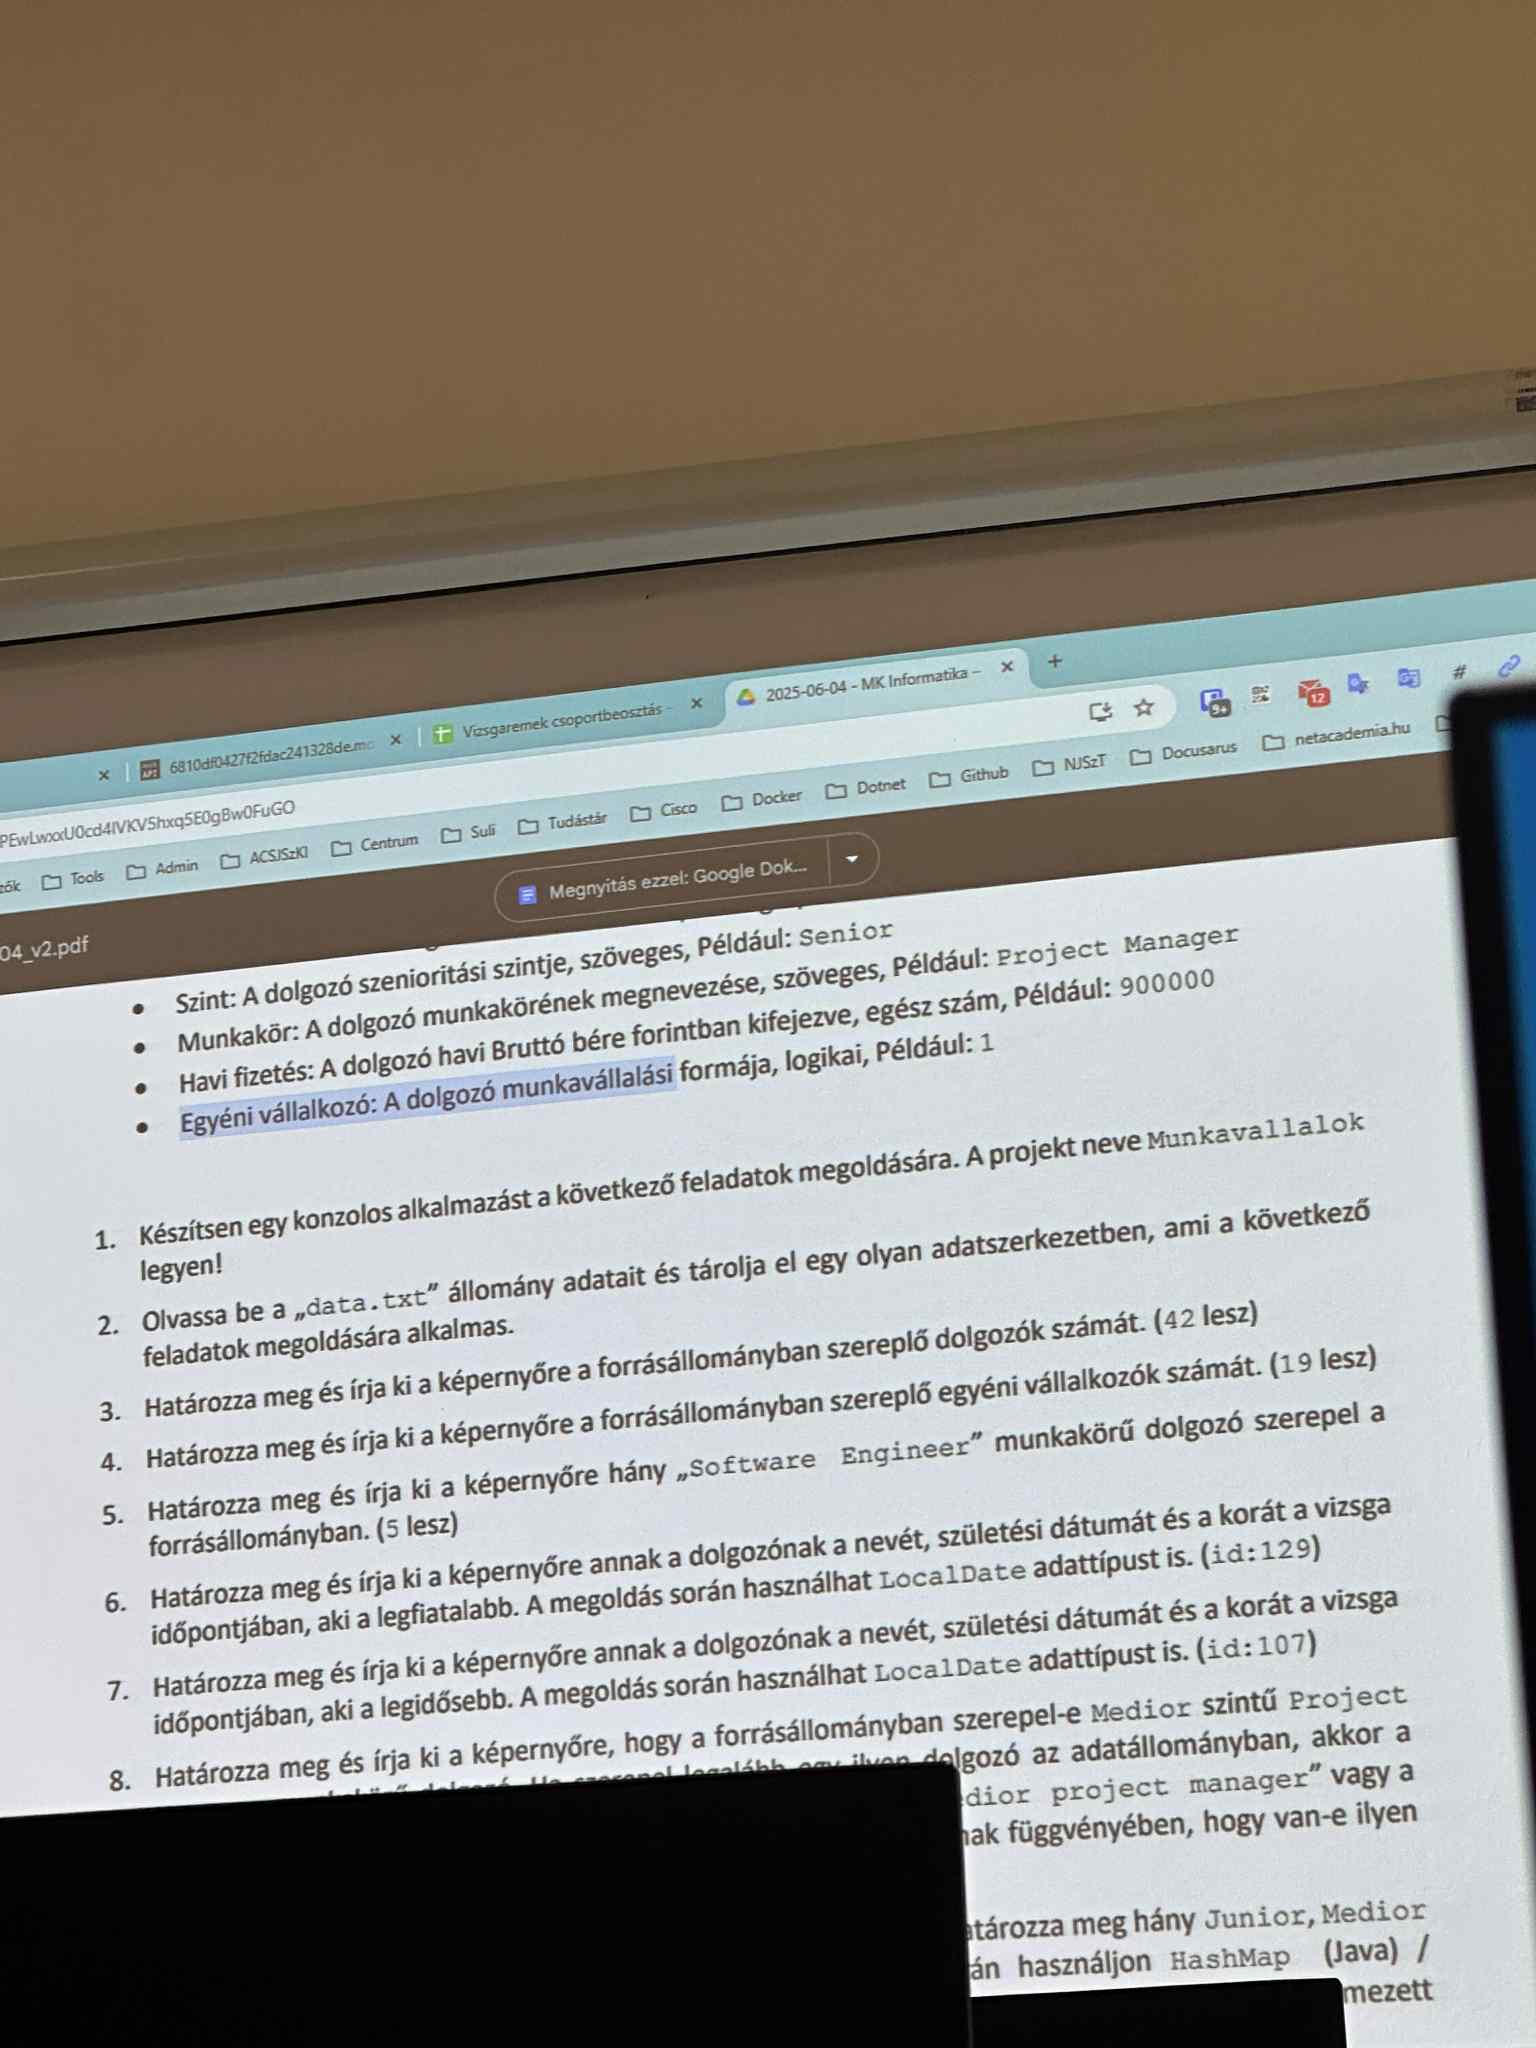 6810df0427f2fdac241328de.mc
Vizsgaremek csoportbeosztás -
2025-06-04 - MK Informatika –
PEwLwxxU0cd4IVKV5hxq5E0gBw0FuGO
9+
12
#
zők
Tools
Admin
ACSJSzKI
Centrum
Suli
Tudástár
Cisco
Docker
Dotnet
Github
NJSzT
Docusarus
netacademia.hu
04_v2.pdf
Megnyitás ezzel: Google Dok...
• Szint: A dolgozó szenioritási szintje, szöveges, Például: Senior
• Munkakör: A dolgozó munkakörének megnevezése, szöveges, Például: Project Manager
• Havi fizetés: A dolgozó havi Bruttó bére forintban kifejezve, egész szám, Például: 900000
• Egyéni vállalkozó: A dolgozó munkavállalási formája, logikai, Például: 1
1. Készítsen egy konzolos alkalmazást a következő feladatok megoldására. A projekt neve Munkavallalok
legyen!
2. Olvassa be a „data.txt” állomány adatait és tárolja el egy olyan adatszerkezetben, ami a következő
feladatok megoldására alkalmas.
3. Határozza meg és írja ki a képernyőre a forrásállományban szereplő dolgozók számát. (42 lesz)
4. Határozza meg és írja ki a képernyőre a forrásállományban szereplő egyéni vállalkozók számát. (19 lesz)
5. Határozza meg és írja ki a képernyőre hány „Software Engineer” munkakörű dolgozó szerepel a
forrásállományban. (5 lesz)
6. Határozza meg és írja ki a képernyőre annak a dolgozónak a nevét, születési dátumát és a korát a vizsga
időpontjában, aki a legfiatalabb. A megoldás során használhat LocalDate adattípust is. (id:129)
7. Határozza meg és írja ki a képernyőre annak a dolgozónak a nevét, születési dátumát és a korát a vizsga
időpontjában, aki a legidősebb. A megoldás során használhat LocalDate adattípust is. (id:107)
8. Határozza meg és írja ki a képernyőre, hogy a forrásállományban szerepel-e Medior szintű Project
dolgozó az adatállományban, akkor a
edior project manager” vagy a
nak függvényében, hogy van-e ilyen
atározza meg hány Junior, Medior
án használjon HashMap (Java) /
mezett